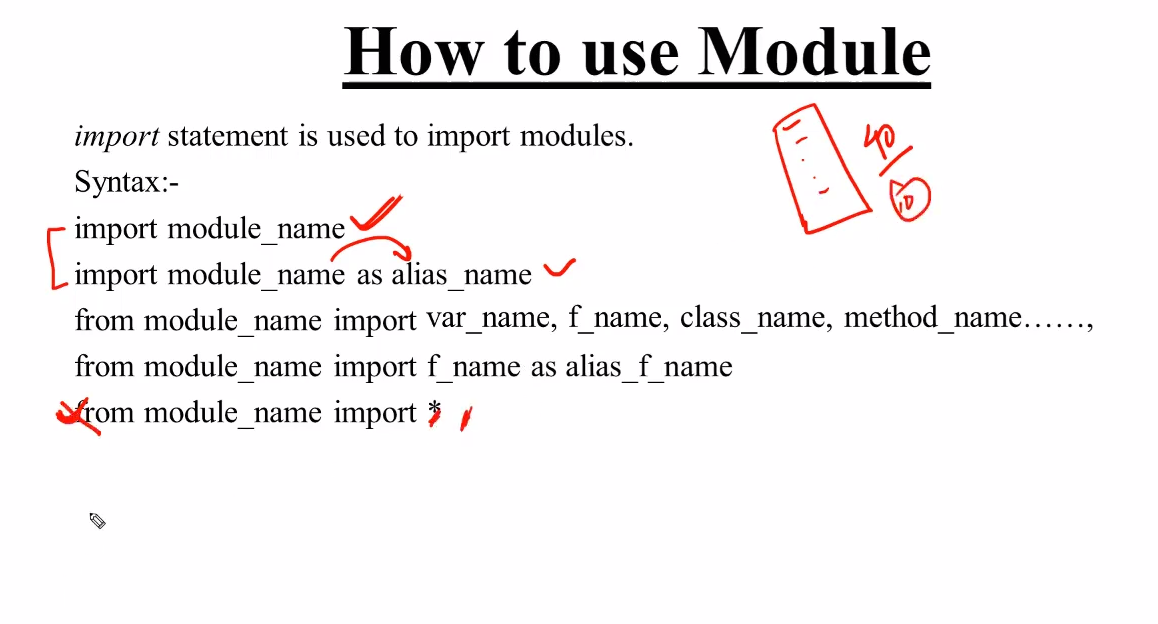 How to use Module
import statement is used to import modules.
Syntax:-
import module_name
import module_name as alias_name
from module_name import var_name, f_name, class_name, method_name……,
from module_name import f_name as alias_f_name
from module_name import *
40
10